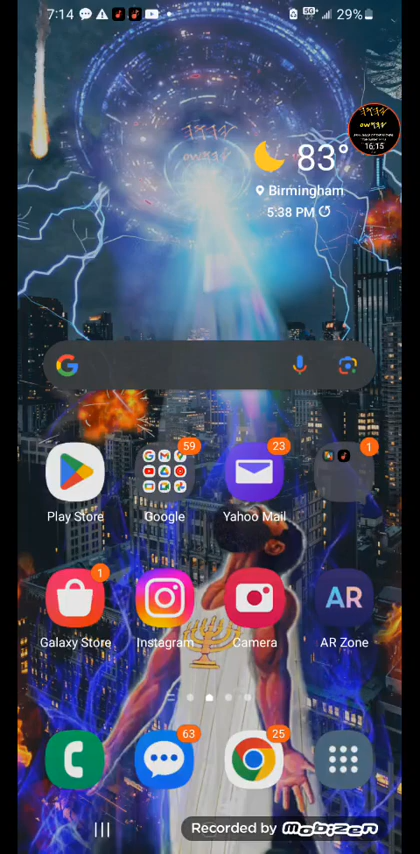 7:14
5G
29%
83°
Birmingham
5:38 PM
16:15
59
23
1
Play Store
Google
Yahoo Mail
1
AR
Galaxy Store
Instagram
Camera
AR Zone
63
25
Recorded by mobizen